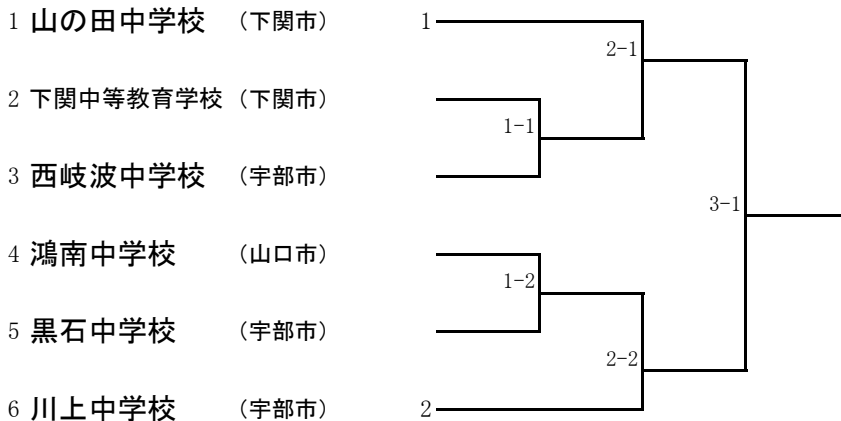 1 山の田中学校 （下関市） 1
2-1
2 下関中等教育学校 （下関市）
1-1
3 西岐波中学校 （宇部市）
3-1
4 鴻南中学校 （山口市）
1-2
5 黒石中学校 （宇部市）
2-2
6 川上中学校 （宇部市） 2